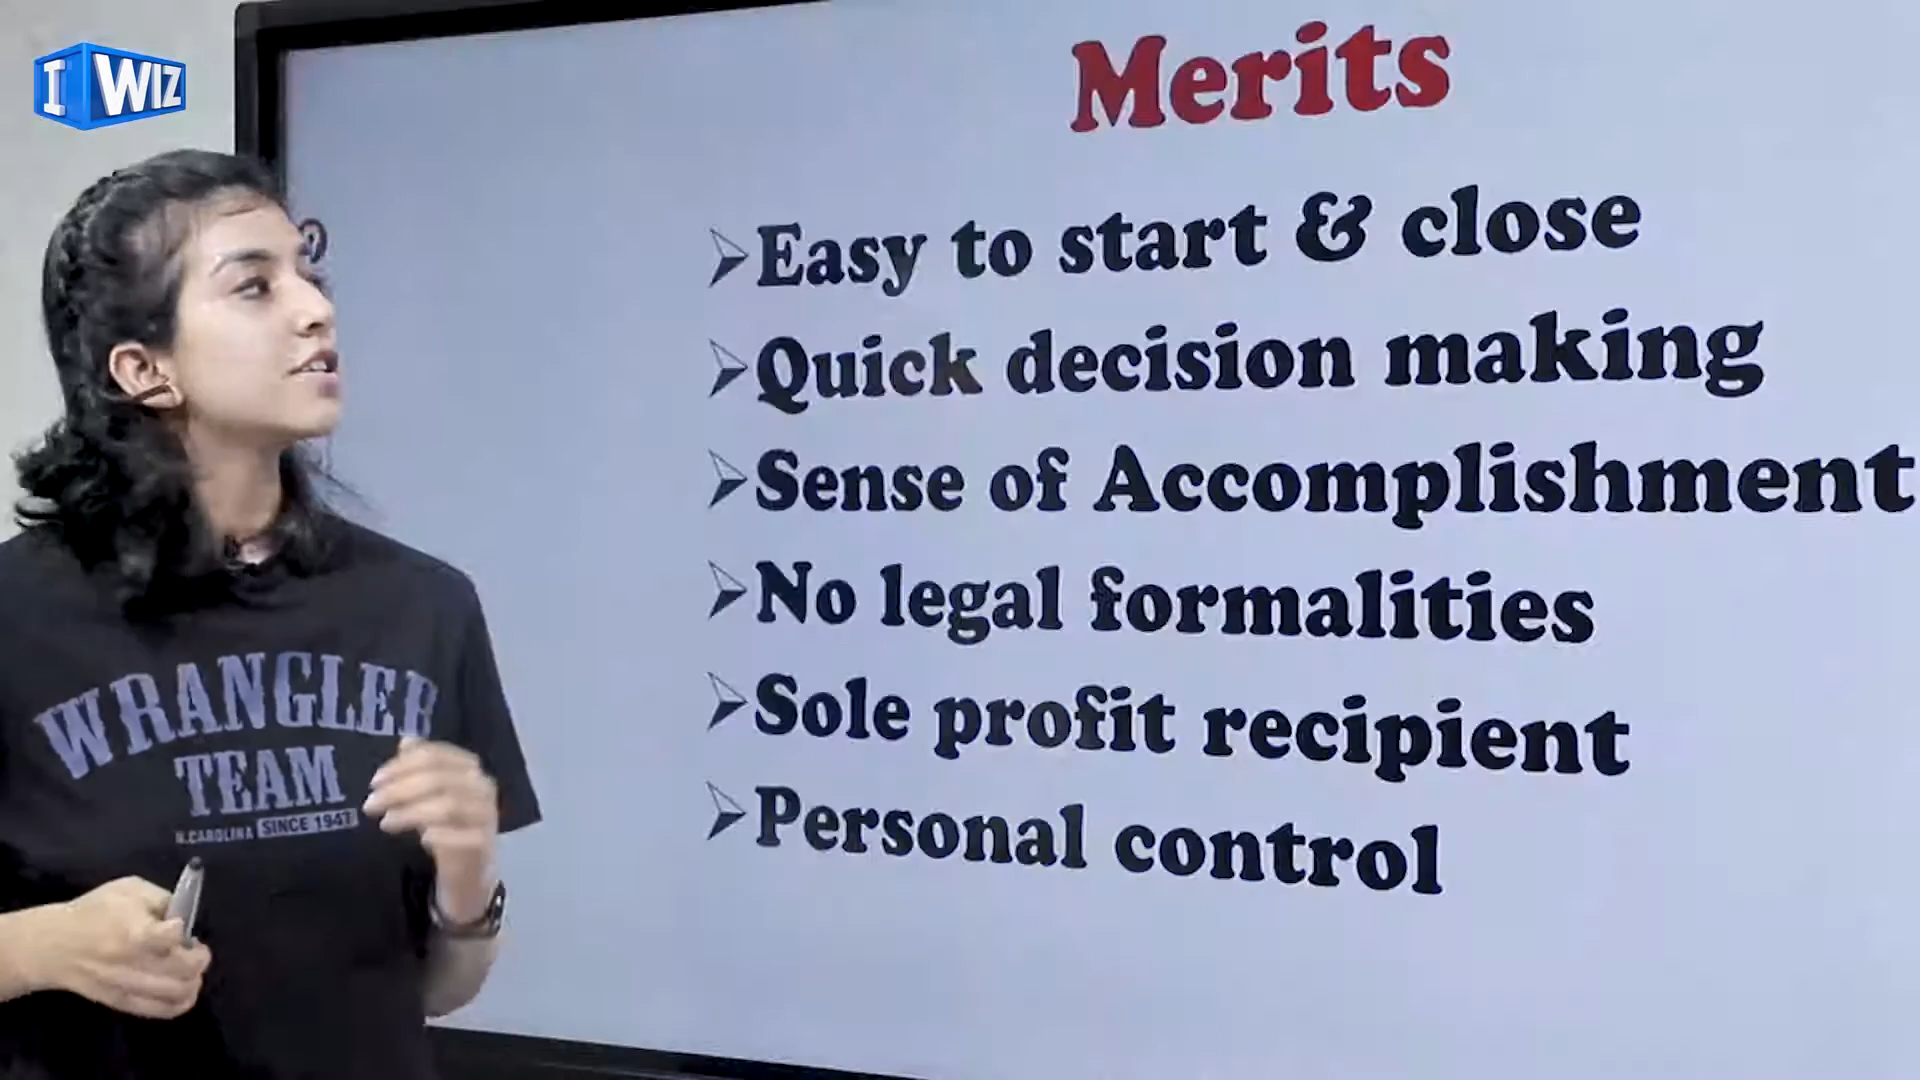 I WIZ
Merits
➢Easy to start & close
➢Quick decision making
➢Sense of Accomplishment
➢No legal formalities
➢Sole profit recipient
➢Personal control
WRANGLER
TEAM
N.CAROLINA SINCE 1947